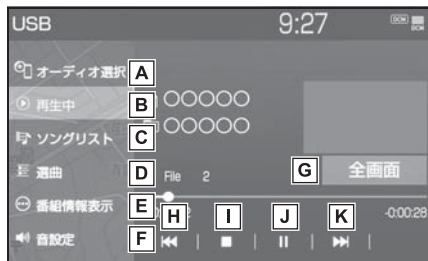 USB 9:27 DCM
オーディオ選択 A
再生中 B ○○○○○
ソングリスト C ○○○○○
選曲 D File 2 G 全画面
番組情報表示 E 2 -0:00:28
音設定 F H I J K